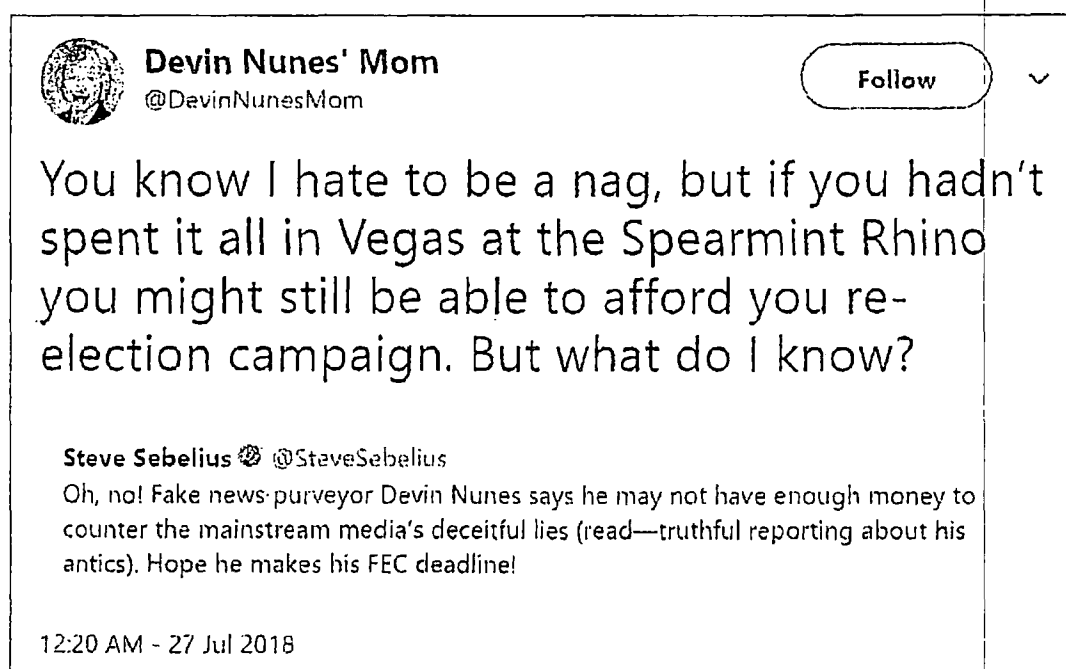 Devin Nunes' Mom
@DevinNunesMom
Follow
You know I hate to be a nag, but if you hadn't
spent it all in Vegas at the Spearmint Rhino
you might still be able to afford you re-
election campaign. But what do I know?
Steve Sebelius @SteveSebelius
Oh, no! Fake news purveyor Devin Nunes says he may not have enough money to
counter the mainstream media's deceitful lies (read—truthful reporting about his
antics). Hope he makes his FEC deadline!
12:20 AM - 27 Jul 2018